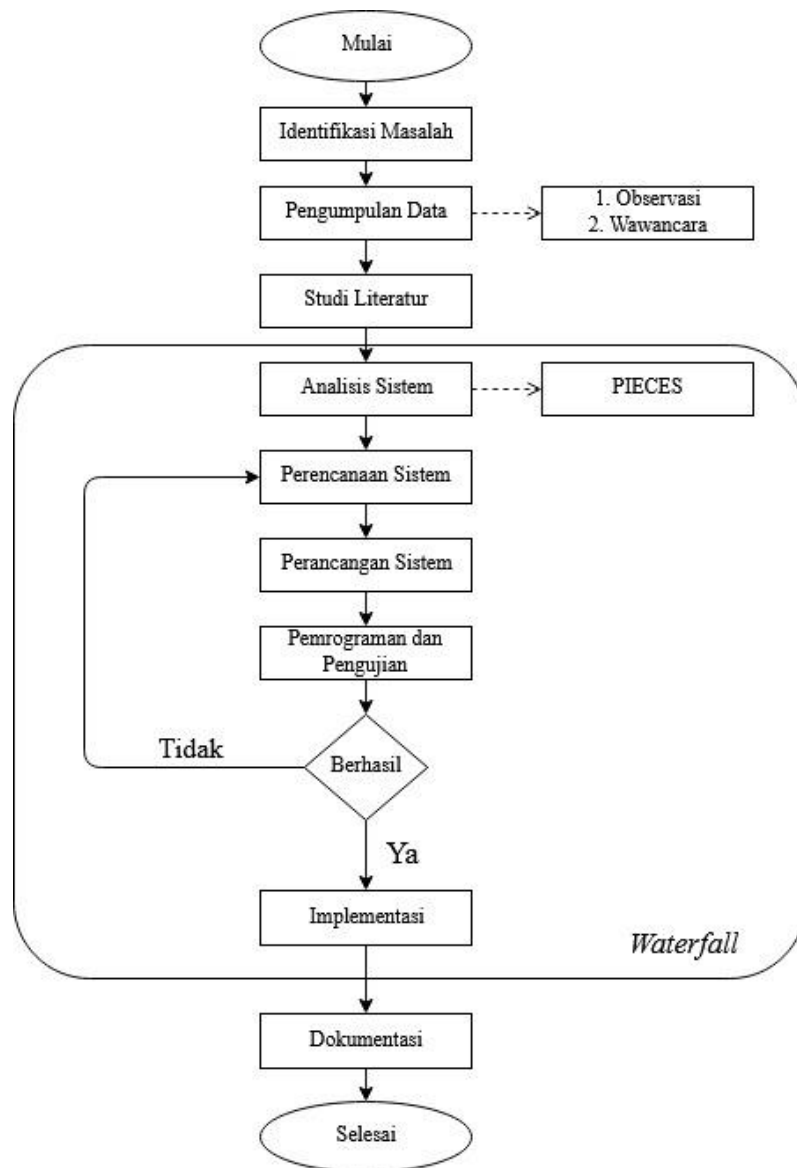 Mulai
Identifikasi Masalah
Pengumpulan Data
1. Observasi
2. Wawancara
Studi Literatur
Analisis Sistem
PIECES
Perencanaan Sistem
Perancangan Sistem
Pemrograman dan
Pengujian
Tidak
Berhasil
Ya
Implementasi
Waterfall
Dokumentasi
Selesai